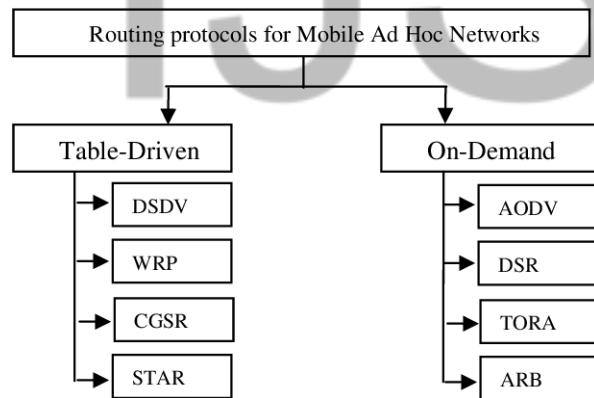 Routing protocols for Mobile Ad Hoc Networks
Table-Driven
DSDV
WRP
CGSR
STAR
On-Demand
AODV
DSR
TORA
ARB